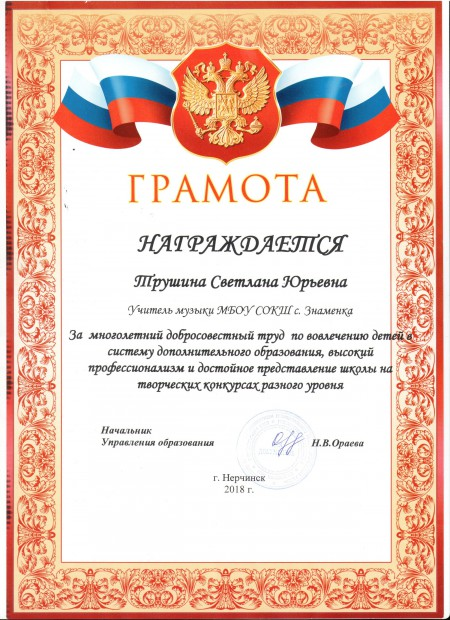 ГРАМОТА
НАГРАЖДАЕТСЯ
Трушина Светлана Юрьевна
Учитель музыки МБОУ СОКШ с. Знаменка
За многолетний добросовестный труд по вовлечению детей в
систему дополнительного образования, высокий
профессионализм и достойное представление школы на
творческих конкурсах разного уровня
Начальник
Управления образования Н.В.Ораева
г. Нерчинск
2018 г.